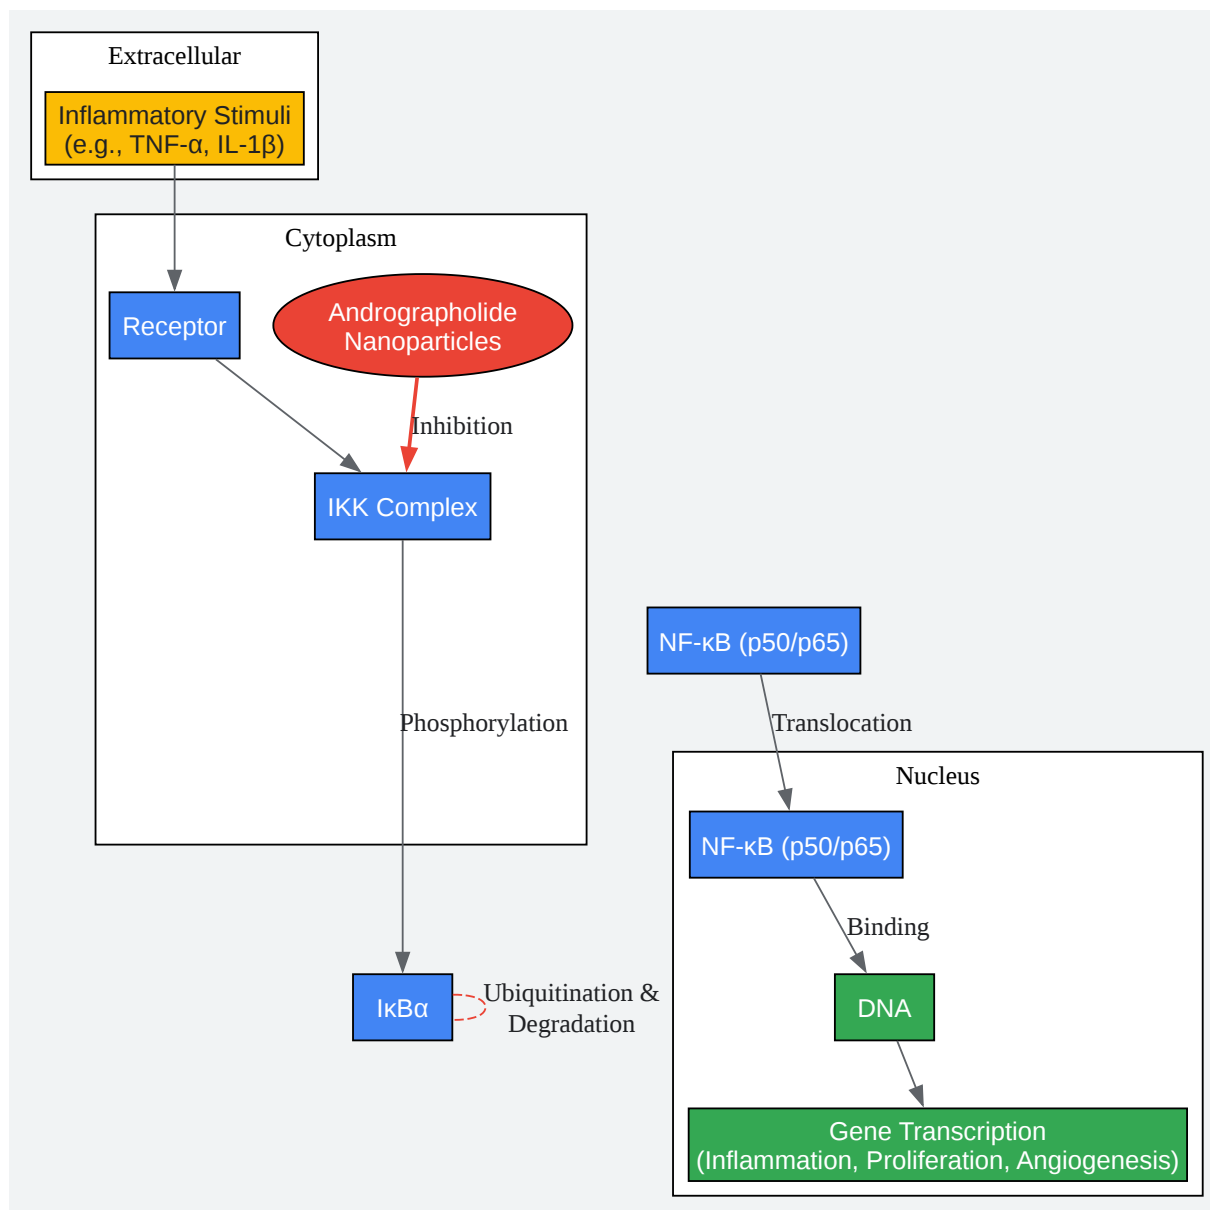 Extracellular
Inflammatory Stimuli
(e.g., TNF-α, IL-1β)
Cytoplasm
Receptor
Andrographolide
Nanoparticles
Inhibition
IKK Complex
Phosphorylation
IκBα
Ubiquitination &
Degradation
NF-κB (p50/p65)
Translocation
Nucleus
NF-κB (p50/p65)
Binding
DNA
Gene Transcription
(Inflammation, Proliferation, Angiogenesis)